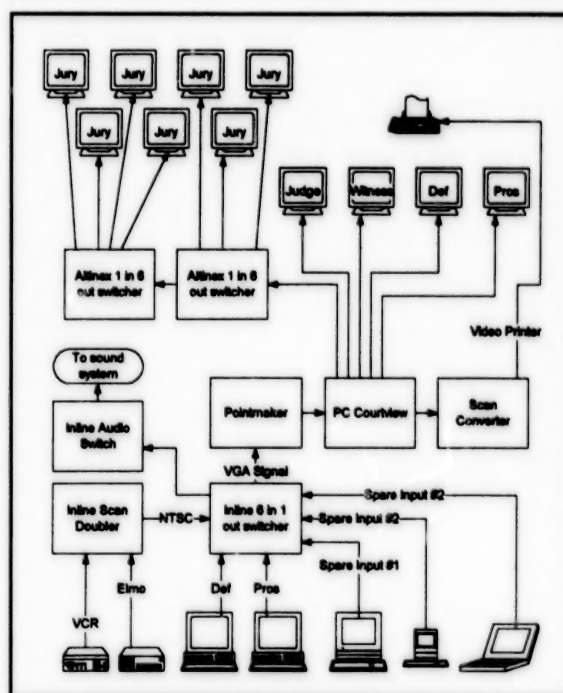 Jury Jury Jury Jury
Jury Jury Jury
Judge Witness Def Pros
Altinex 1 in 6
out switcher
Altinex 1 in 6
out switcher
Video Printer
To sound
system
Pointmaker
PC Courtview
Scan
Converter
Inline Audio
Switch
VGA Signal
Inline Scan
Doubler
NTSC
Inline 6 in 1
out switcher
Spare Input #2
Spare Input #2
Spare Input #1
VCR
Elmo
Def
Pros